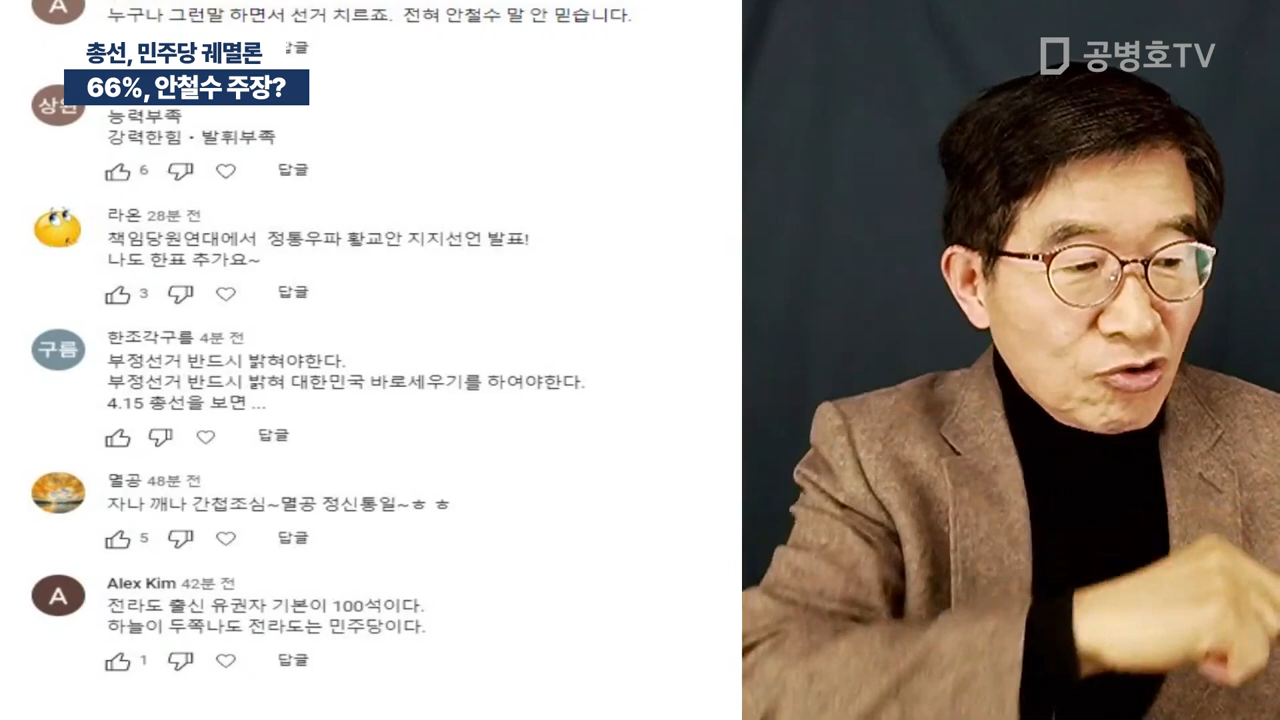 누구나 그런말 하면서 선거 치르죠. 전혀 안철수 말 안 믿습니다.
총선, 민주당 궤멸론
66%, 안철수 주장?
능력부족
강력한힘·발휘부족
6 답글
라온 28분 전
책임당원연대에서 정통우파 황교안 지지선언 발표!
나도 한표 추가요~
3 답글
구름
한조각구름 4분 전
부정선거 반드시 밝혀야한다.
부정선거 반드시 밝혀 대한민국 바로세우기를 하여야한다.
4.15 총선을 보면 ...
답글
멸공 48분 전
자나 깨나 간첩조심~멸공 정신통일~ㅎ ㅎ
5 답글
A
Alex Kim 42분 전
전라도 출신 유권자 기본이 100석이다.
하늘이 두쪽나도 전라도는 민주당이다.
1 답글
공병호TV